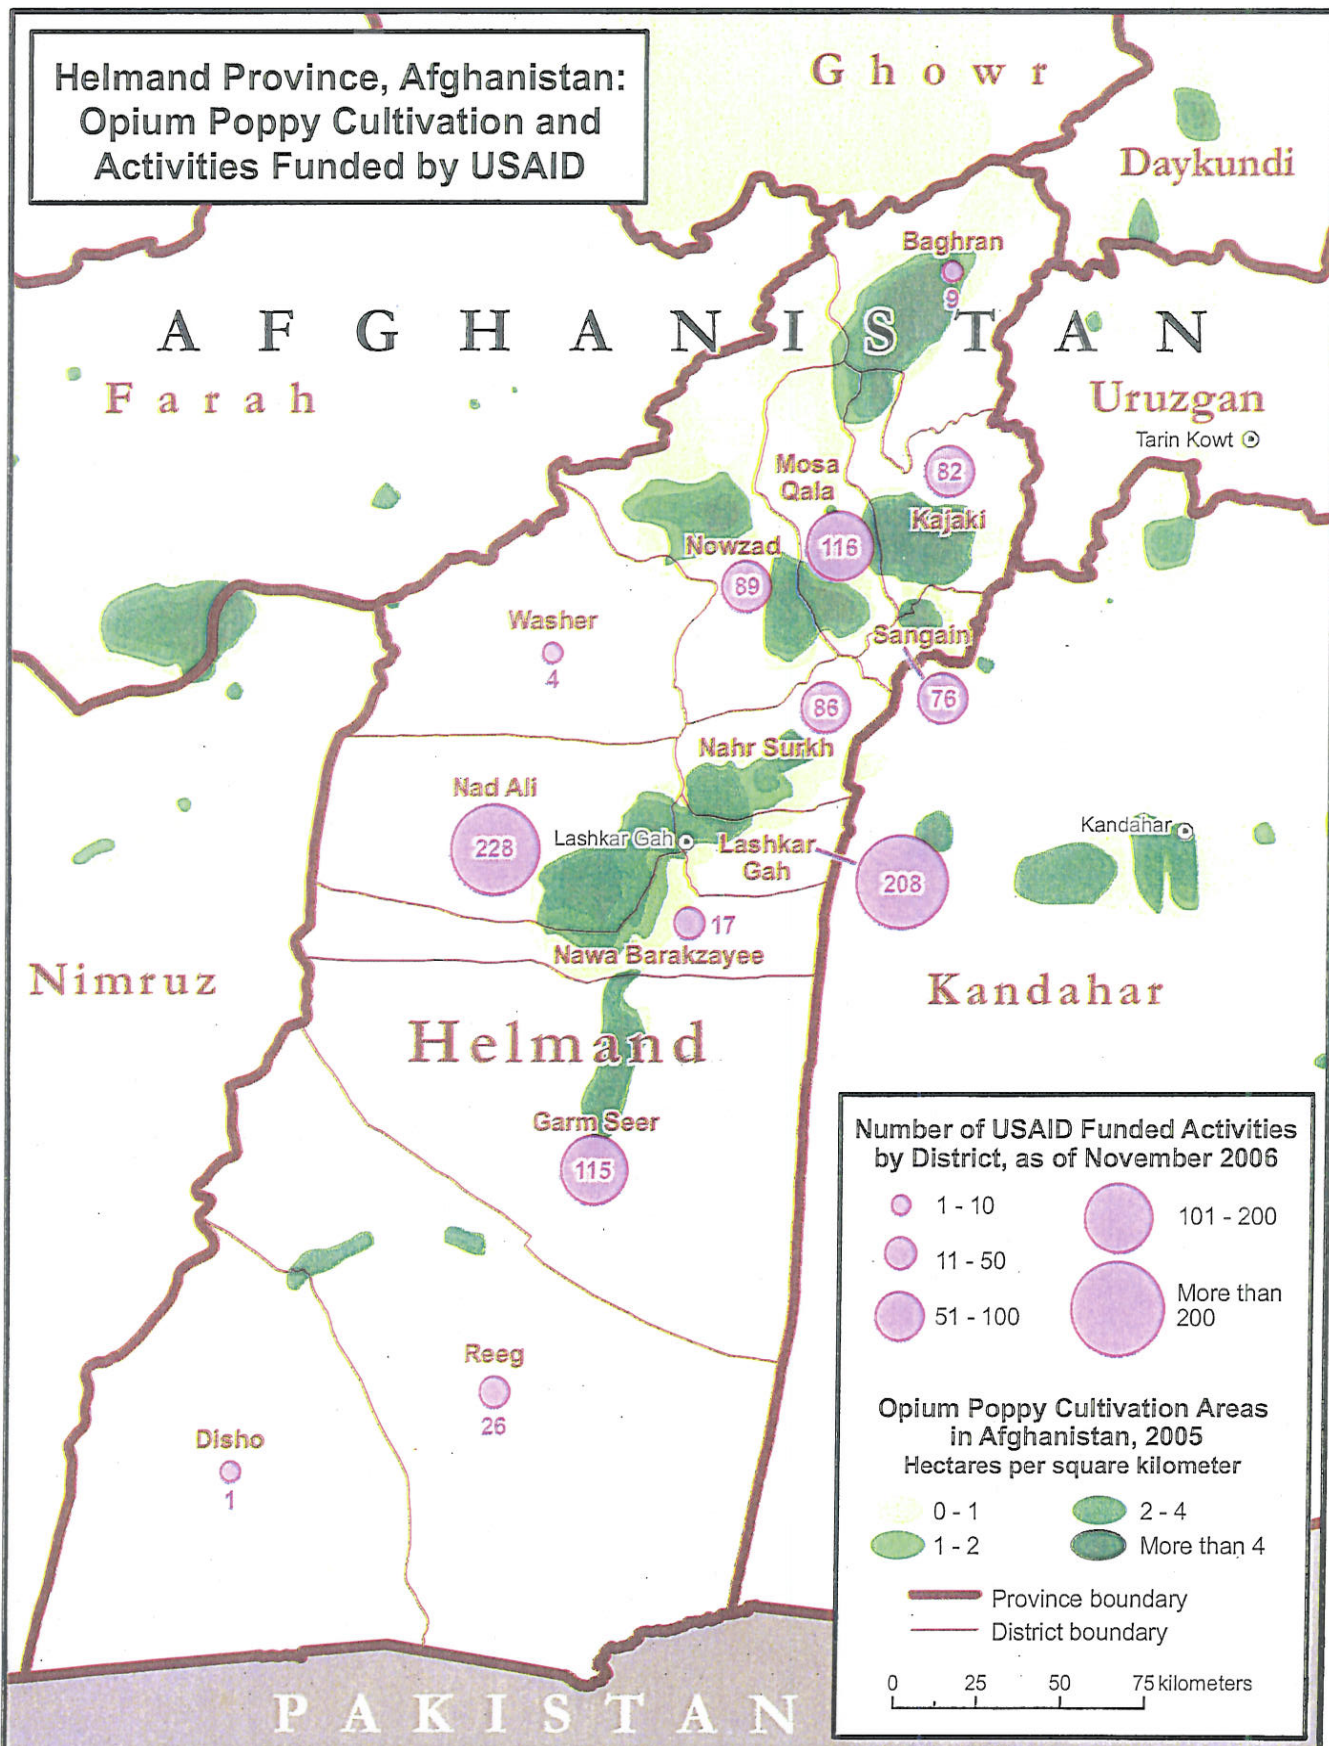 Helmand Province, Afghanistan:
Opium Poppy Cultivation and
Activities Funded by USAID
Ghowr
Daykundi
Baghran
9
AFGHANISTAN
Farah
Uruzgan
Tarin Kowt
Mosa
Qala
82
Kajaki
116
Nowzad
89
Washer
4
Sangain
76
86
Nahr Surkh
Nad Ali
228
Lashkar Gah
Lashkar
Gah
208
Kandahar
17
Nawa Barakzayee
Nimruz
Kandahar
Helmand
Garm Seer
115
Reeg
26
Disho
1
PAKISTAN
Number of USAID Funded Activities
by District, as of November 2006
1 - 10
11 - 50
51 - 100
101 - 200
More than
200
Opium Poppy Cultivation Areas
in Afghanistan, 2005
Hectares per square kilometer
0 - 1
1 - 2
2 - 4
More than 4
Province boundary
District boundary
0 25 50 75 kilometers